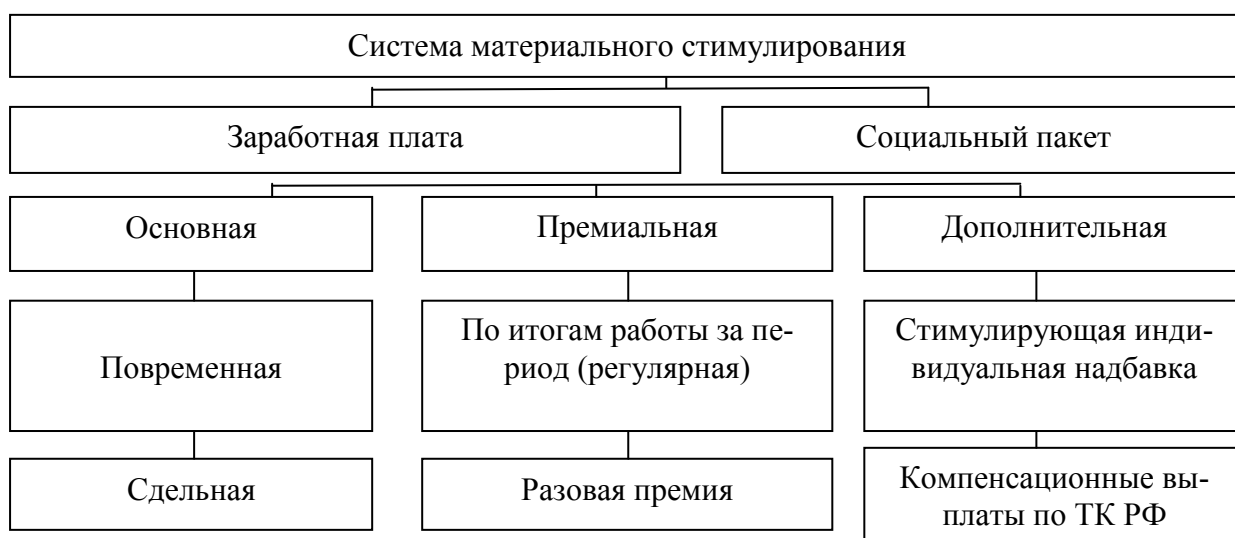 Система материального стимулирования
Заработная плата
Социальный пакет
Основная
Премиальная
Дополнительная
Повременная
По итогам работы за пе-
риод (регулярная)
Стимулирующая инди-
видуальная надбавка
Сдельная
Разовая премия
Компенсационные вы-
платы по ТК РФ